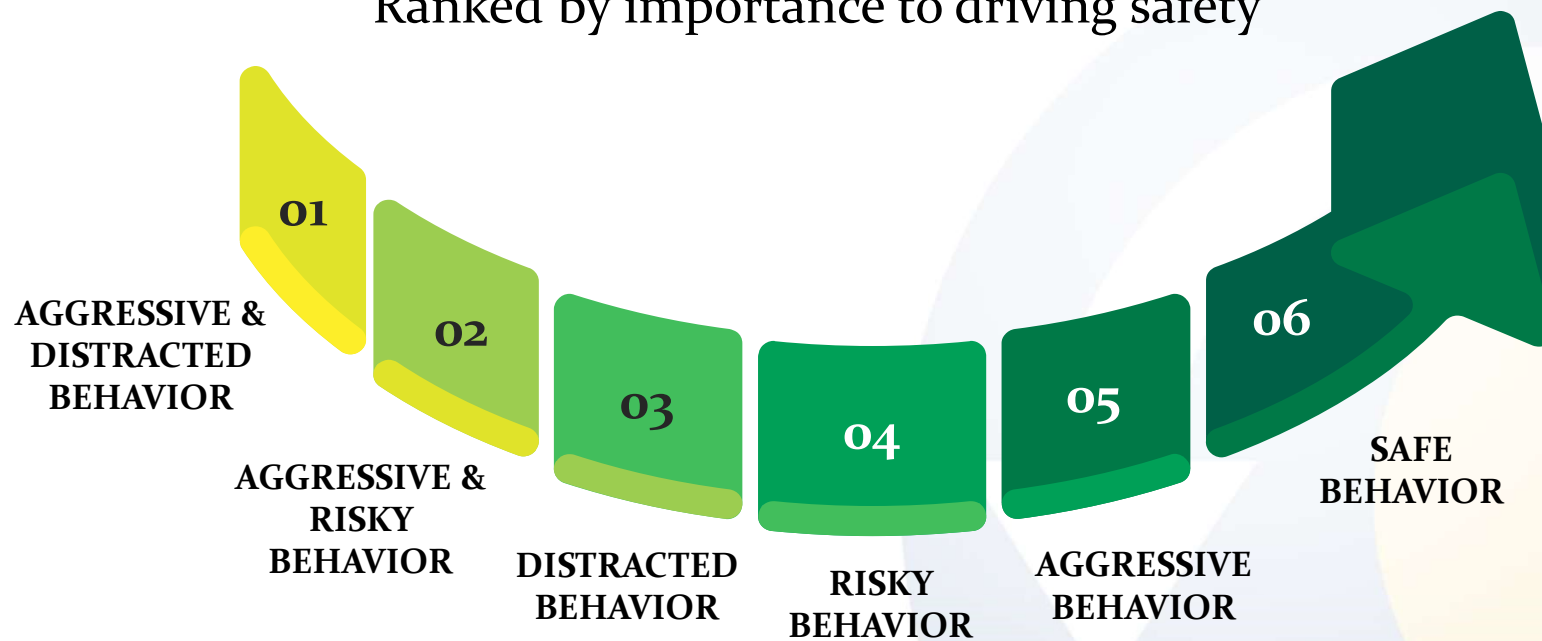 Ranked by importance to driving safety
01
AGGRESSIVE &
DISTRACTED
BEHAVIOR
02
AGGRESSIVE &
RISKY
BEHAVIOR
03
DISTRACTED
BEHAVIOR
04
RISKY
BEHAVIOR
05
AGGRESSIVE
BEHAVIOR
06
SAFE
BEHAVIOR